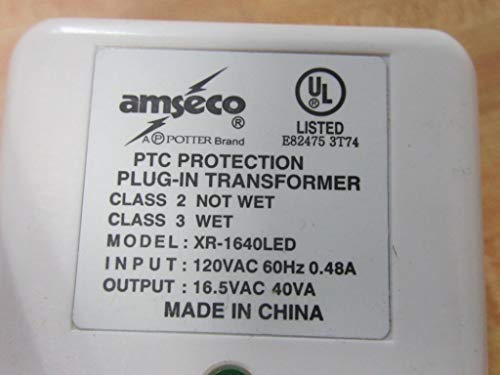 amseco ®
A Ⓟ POTTER Brand
UL ®
LISTED
E82475 3T74
PTC PROTECTION
PLUG-IN TRANSFORMER
CLASS 2 NOT WET
CLASS 3 WET
MODEL: XR-1640LED
INPUT: 120VAC 60Hz 0.48A
OUTPUT: 16.5VAC 40VA
MADE IN CHINA